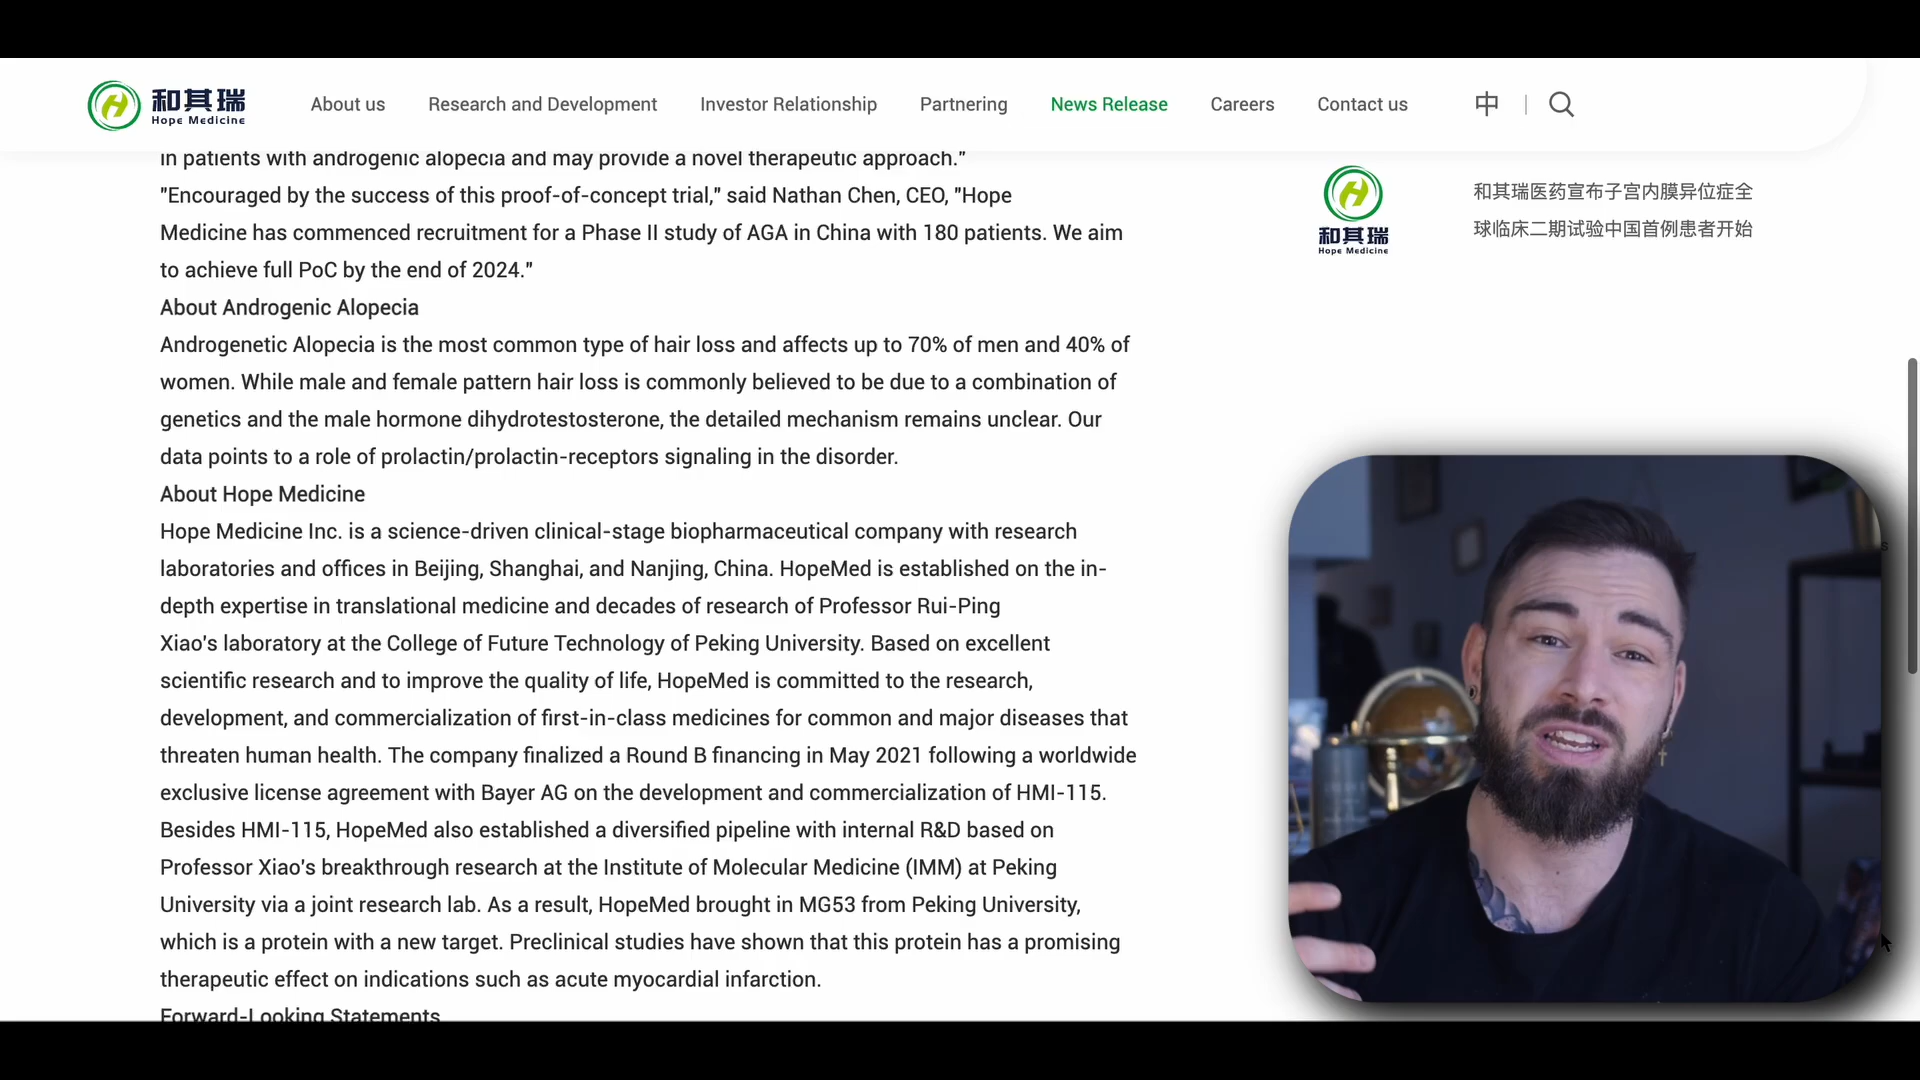 和其瑞
Hope Medicine
About us
Research and Development
Investor Relationship
Partnering
News Release
Careers
Contact us
中
in patients with androgenic alopecia and may provide a novel therapeutic approach."
"Encouraged by the success of this proof-of-concept trial," said Nathan Chen, CEO, "Hope
Medicine has commenced recruitment for a Phase II study of AGA in China with 180 patients. We aim
to achieve full PoC by the end of 2024."
About Androgenic Alopecia
Androgenetic Alopecia is the most common type of hair loss and affects up to 70% of men and 40% of
women. While male and female pattern hair loss is commonly believed to be due to a combination of
genetics and the male hormone dihydrotestosterone, the detailed mechanism remains unclear. Our
data points to a role of prolactin/prolactin-receptors signaling in the disorder.
About Hope Medicine
Hope Medicine Inc. is a science-driven clinical-stage biopharmaceutical company with research
laboratories and offices in Beijing, Shanghai, and Nanjing, China. HopeMed is established on the in-
depth expertise in translational medicine and decades of research of Professor Rui-Ping
Xiao's laboratory at the College of Future Technology of Peking University. Based on excellent
scientific research and to improve the quality of life, HopeMed is committed to the research,
development, and commercialization of first-in-class medicines for common and major diseases that
threaten human health. The company finalized a Round B financing in May 2021 following a worldwide
exclusive license agreement with Bayer AG on the development and commercialization of HMI-115.
Besides HMI-115, HopeMed also established a diversified pipeline with internal R&D based on
Professor Xiao's breakthrough research at the Institute of Molecular Medicine (IMM) at Peking
University via a joint research lab. As a result, HopeMed brought in MG53 from Peking University,
which is a protein with a new target. Preclinical studies have shown that this protein has a promising
therapeutic effect on indications such as acute myocardial infarction.
Forward-Looking Statements
和其瑞
Hope Medicine
和其瑞医药宣布子宫内膜异位症全
球临床二期试验中国首例患者开始